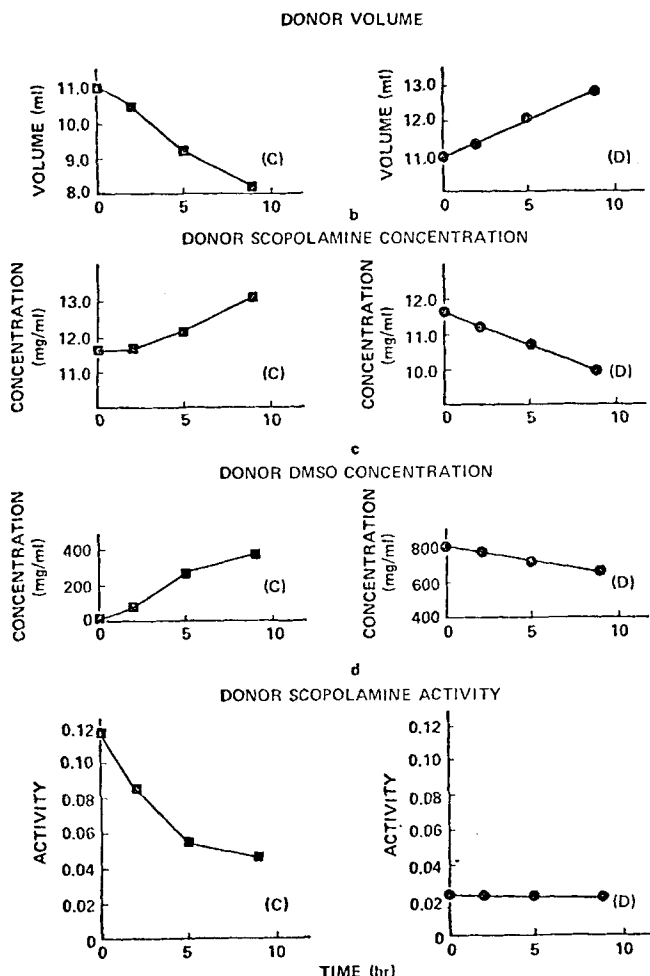 DONOR VOLUME
VOLUME (ml)
11.0
10.0
9.0
8.0
0 5 10
(C)
VOLUME (ml)
13.0
12.0
11.0
0 5 10
(D)
b
DONOR SCOPOLAMINE CONCENTRATION
CONCENTRATION
(mg/ml)
13.0
12.0
11.0
0 5 10
(C)
CONCENTRATION
(mg/ml)
12.0
11.0
10.0
0 5 10
(D)
c
DONOR DMSO CONCENTRATION
CONCENTRATION
(mg/ml)
400
200
0
0 5 10
(C)
CONCENTRATION
(mg/ml)
800
600
400
0 5 10
(D)
d
DONOR SCOPOLAMINE ACTIVITY
ACTIVITY
0.12
0.10
0.08
0.06
0.04
0.02
0
0 5 10
(C)
ACTIVITY
0.12
0.10
0.08
0.06
0.04
0.02
0
0 5 10
(D)
TIME (hr)